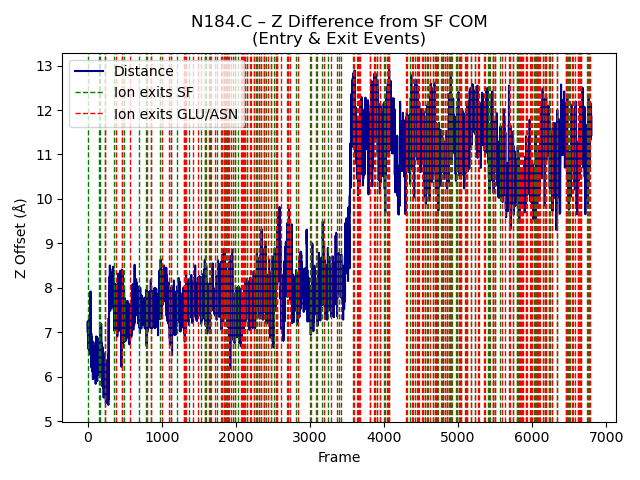 N184.C – Z Difference from SF COM
(Entry & Exit Events)
Distance
Ion exits SF
Ion exits GLU/ASN
Z Offset (Å)
13
12
11
10
9
8
7
6
5
0
1000
2000
3000
4000
5000
6000
7000
Frame